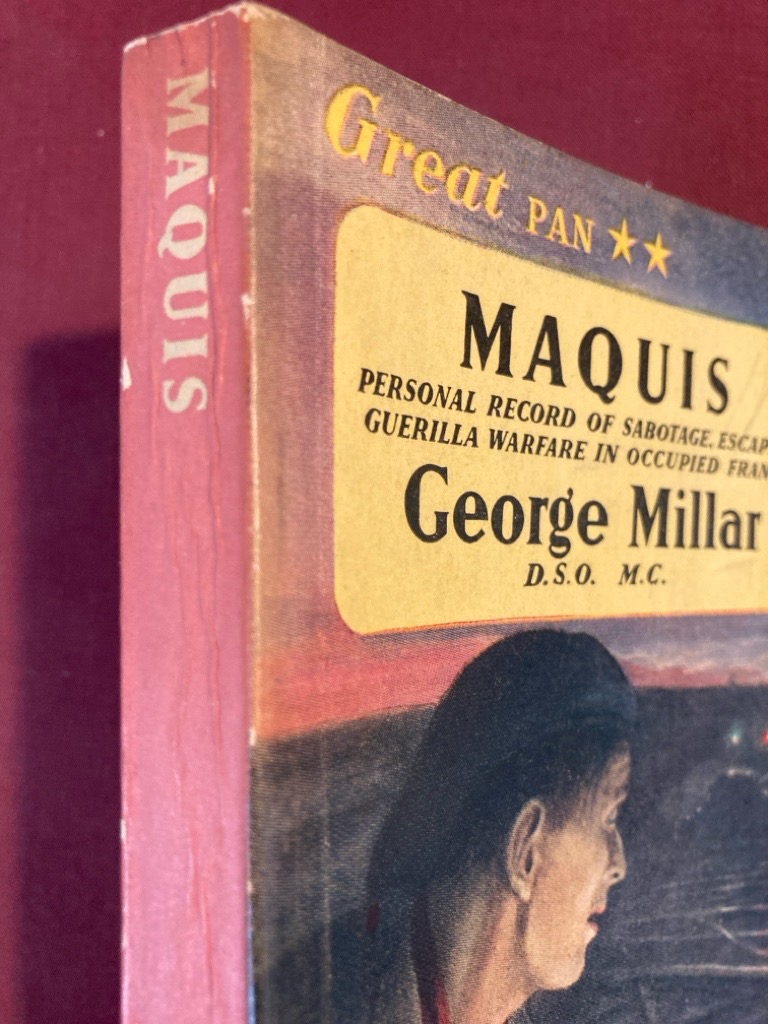 MAQUIS
Great PAN ★★
MAQUIS
PERSONAL RECORD OF SABOTAGE. ESCAP
GUERILLA WARFARE IN OCCUPIED FRAN
George Millar
D.S.O. M.C.